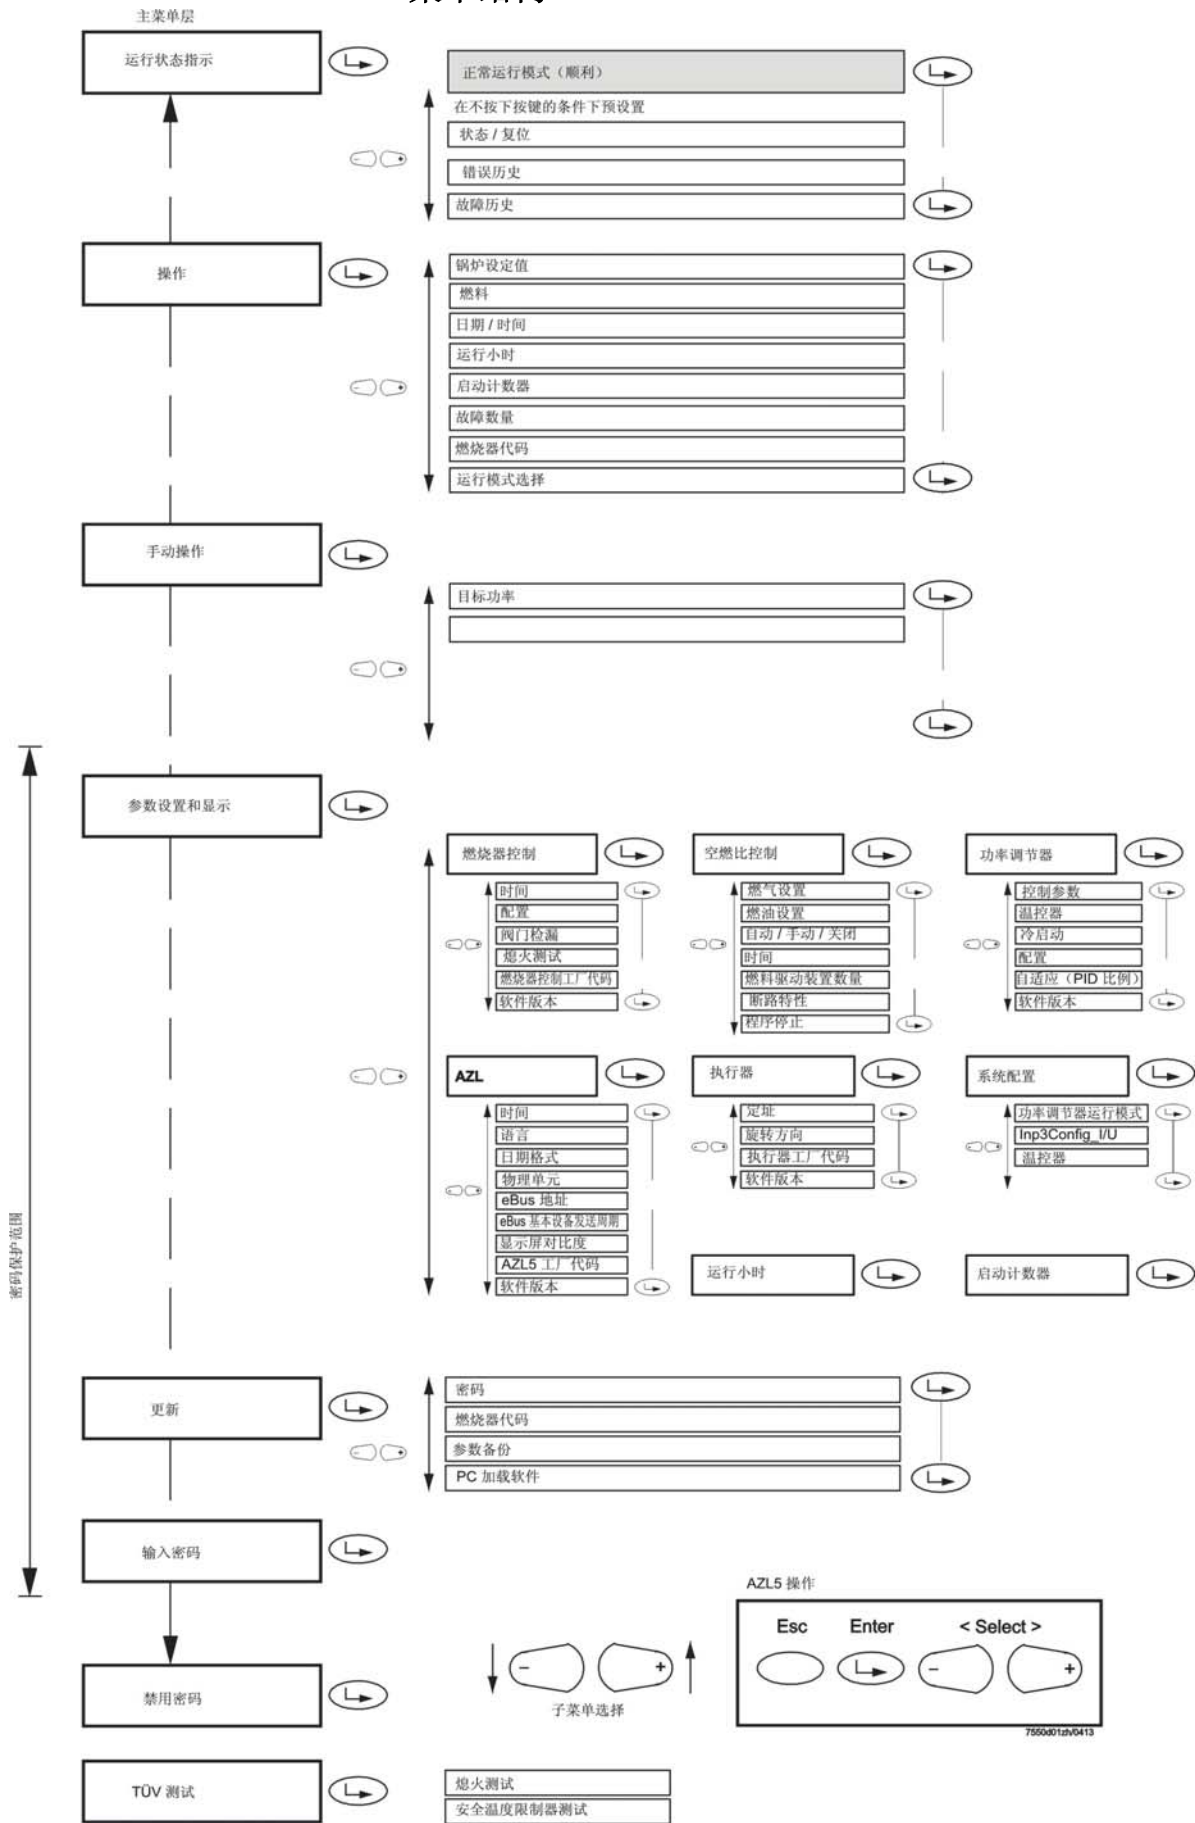 主菜单层
运行状态指示
正常运行模式（顺利）
在不按下按键的条件下预设置
状态 / 复位
错误历史
故障历史
操作
锅炉设定值
燃料
日期 / 时间
运行小时
启动计数器
故障数量
燃烧器代码
运行模式选择
手动操作
目标功率
密码保护范围
参数设置和显示
燃烧器控制
时间
配置
阀门检漏
熄火测试
燃烧器控制工厂代码
软件版本
空燃比控制
燃气设置
燃油设置
自动 / 手动 / 关闭
时间
燃料驱动装置数量
断路特性
程序停止
功率调节器
控制参数
温控器
冷启动
配置
自适应（PID 比例）
软件版本
AZL
时间
语言
日期格式
物理单元
eBus 地址
eBus 基本设备发送周期
显示屏对比度
AZL5 工厂代码
软件版本
执行器
定址
旋转方向
执行器工厂代码
软件版本
系统配置
功率调节器运行模式
Inp3Config_I/U
温控器
运行小时
启动计数器
更新
密码
燃烧器代码
参数备份
PC 加载软件
输入密码
禁用密码
- +
子菜单选择
AZL5 操作
Esc Enter < Select >
- +
7550d01zh/0413
TÜV 测试
熄火测试
安全温度限制器测试